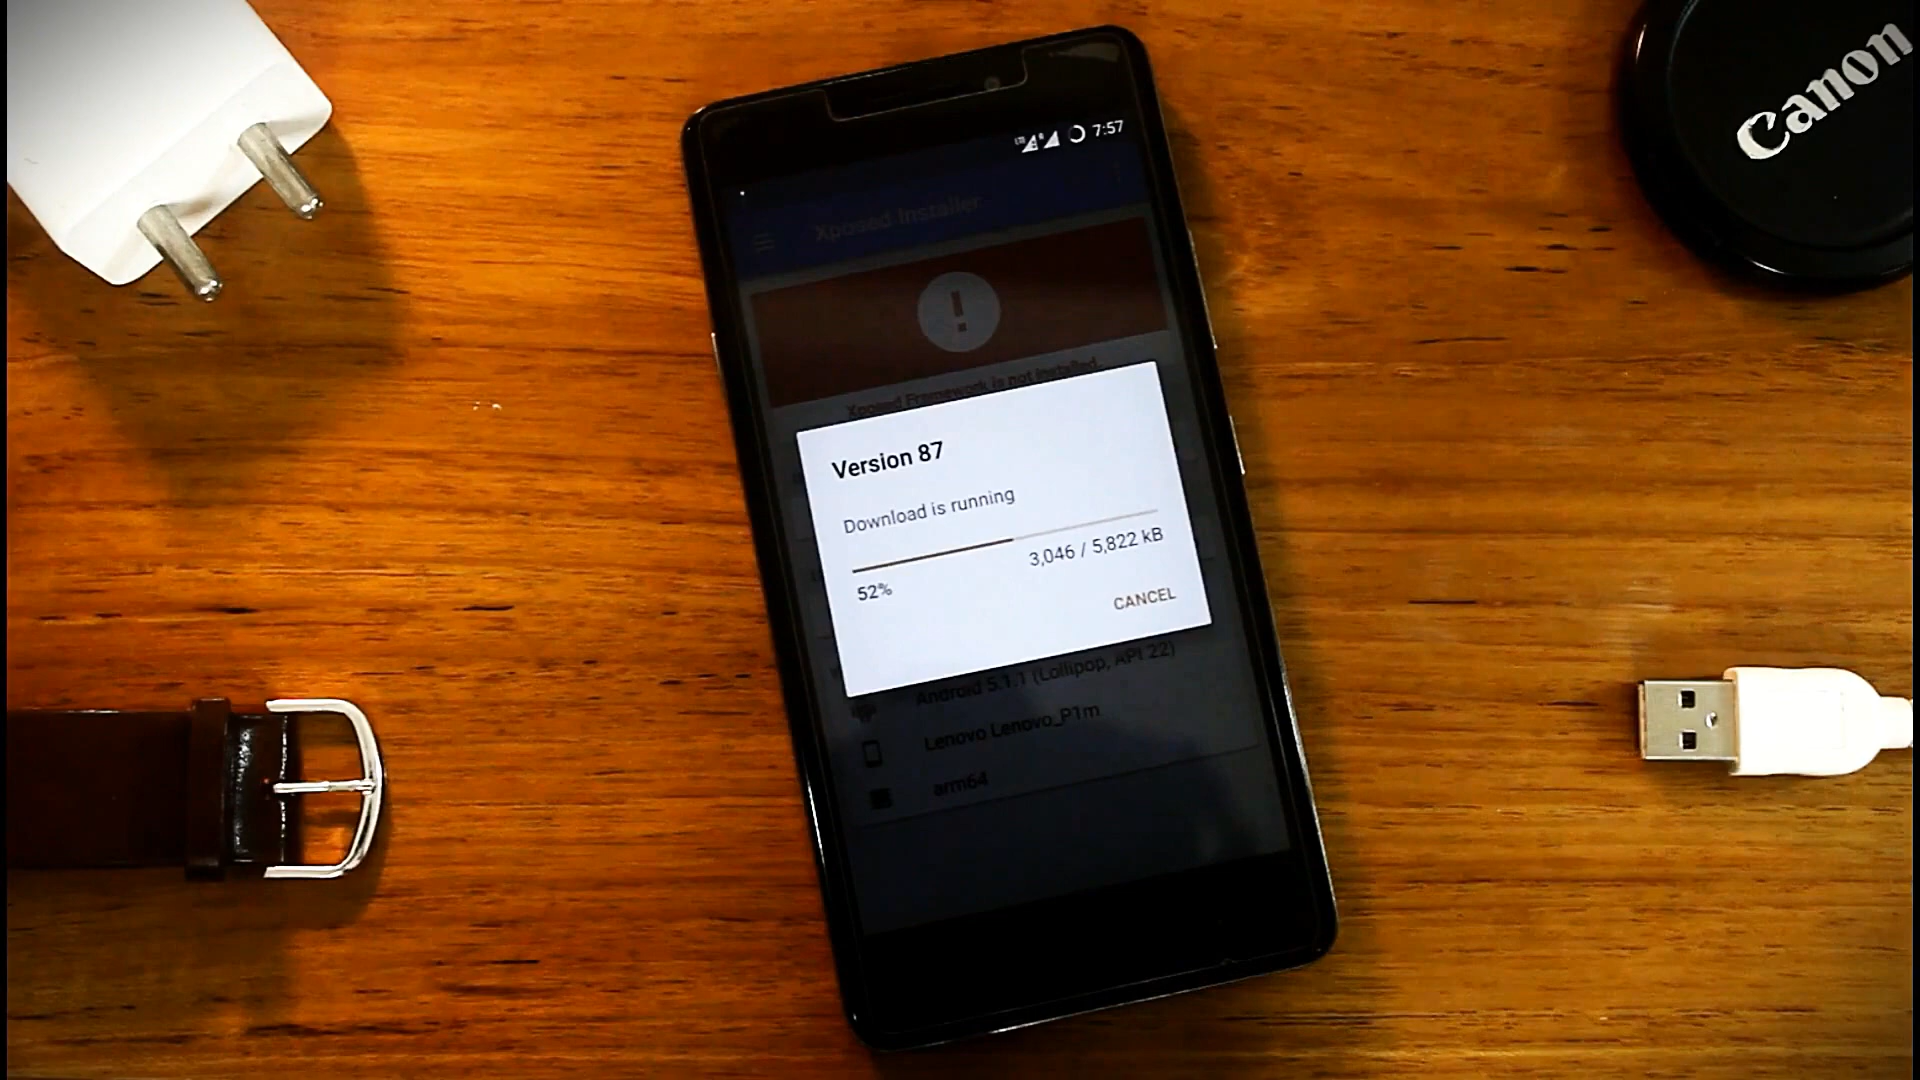 Canon
LTE 7:57
Xposed Installer
!
Xposed Framework is not installed.
Version 87
Download is running
3,046 / 5,822 kB
52%
CANCEL
Android 5.1.1 (Lollipop, API 22)
Lenovo Lenovo_P1m
arm64